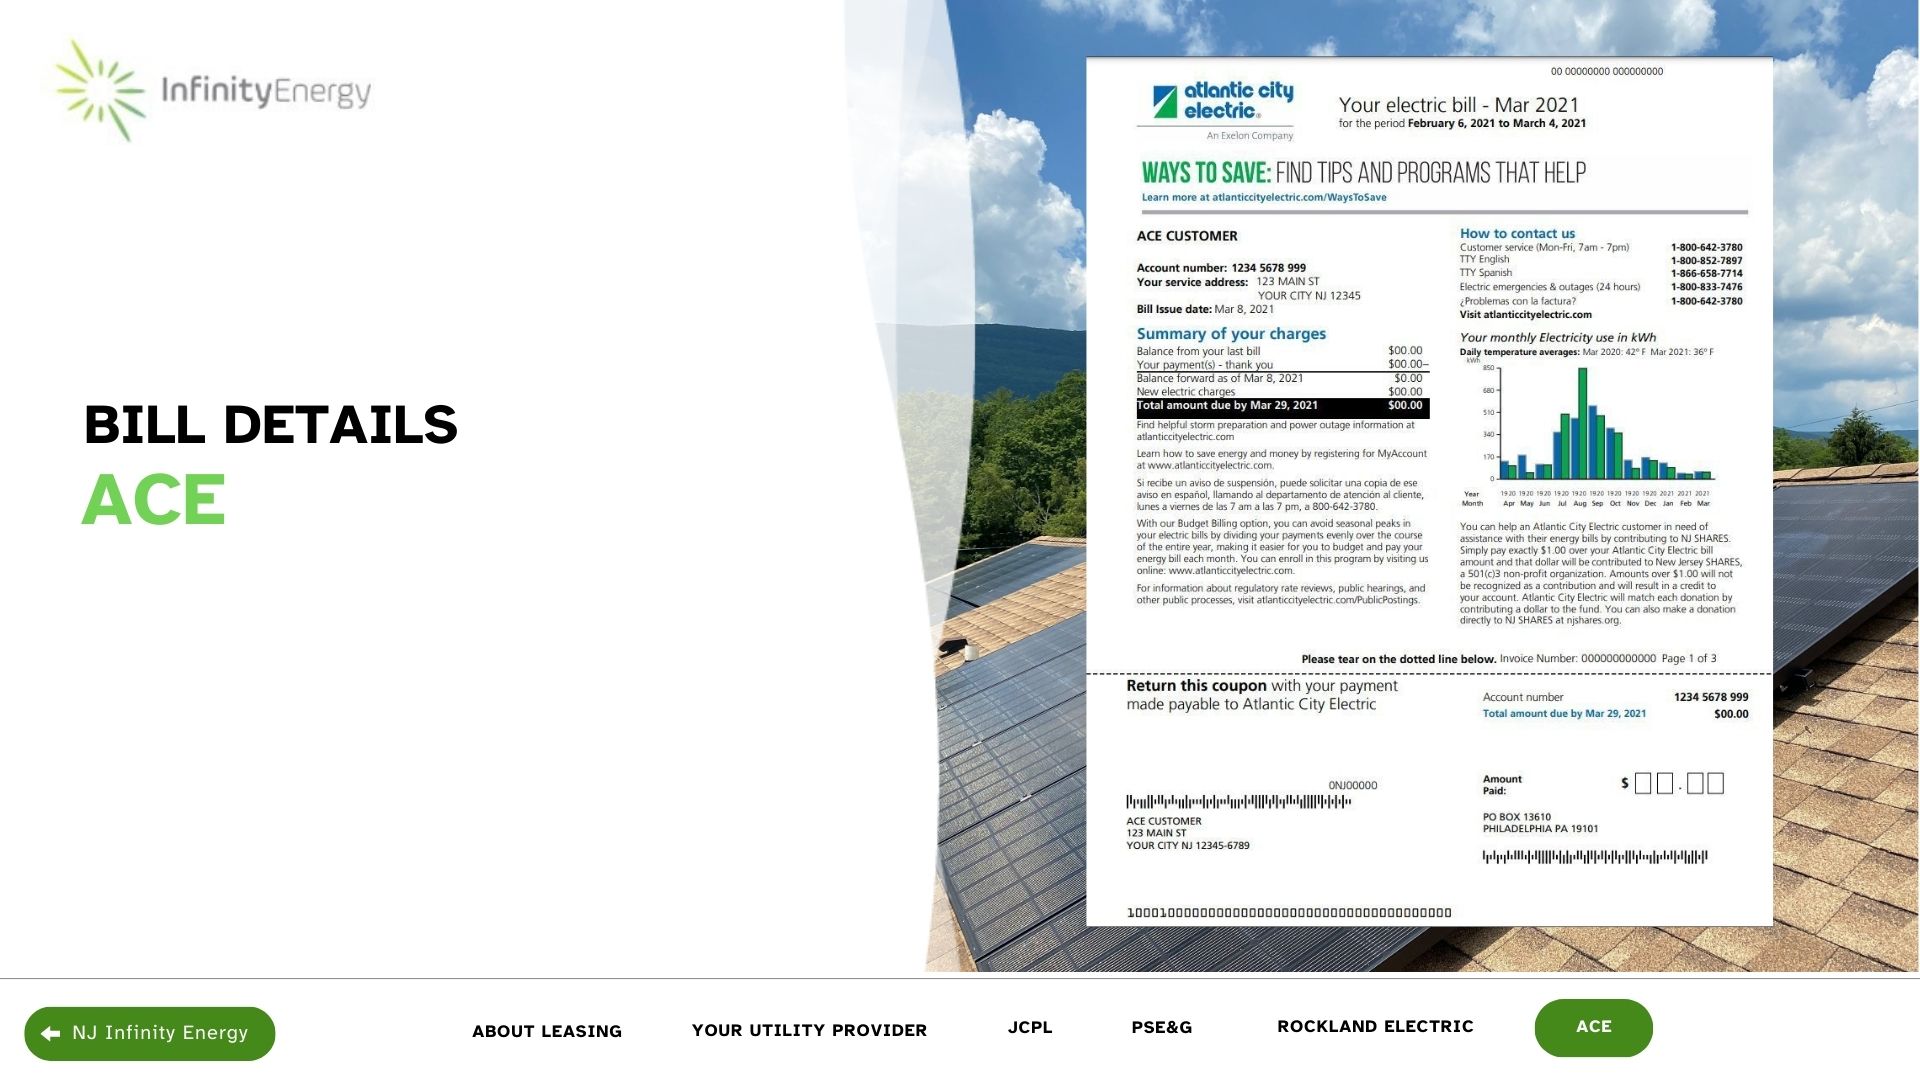 InfinityEnergy
BILL DETAILS
ACE
00 00000000 000000000
atlantic city
electric®
An Exelon Company
Your electric bill - Mar 2021
for the period February 6, 2021 to March 4, 2021
WAYS TO SAVE: FIND TIPS AND PROGRAMS THAT HELP
Learn more at atlanticcityelectric.com/WaysToSave
ACE CUSTOMER
Account number: 1234 5678 999
Your service address: 123 MAIN ST
YOUR CITY NJ 12345
Bill Issue date: Mar 8, 2021
Summary of your charges
Balance from your last bill $00.00
Your payment(s) - thank you $00.00–
Balance forward as of Mar 8, 2021 $0.00
New electric charges $00.00
Total amount due by Mar 29, 2021 $00.00
Find helpful storm preparation and power outage information at
atlanticcityelectric.com
Learn how to save energy and money by registering for MyAccount
at www.atlanticcityelectric.com.
Si recibe un aviso de suspensión, puede solicitar una copia de ese
aviso en español, llamando al departamento de atención al cliente,
lunes a viernes de las 7 am a las 7 pm, a 800-642-3780.
With our Budget Billing option, you can avoid seasonal peaks in
your electric bills by dividing your payments evenly over the course
of the entire year, making it easier for you to budget and pay your
energy bill each month. You can enroll in this program by visiting us
online: www.atlanticcityelectric.com.
For information about regulatory rate reviews, public hearings, and
other public processes, visit atlanticcityelectric.com/PublicPostings.
How to contact us
Customer service (Mon-Fri, 7am - 7pm) 1-800-642-3780
TTY English 1-800-852-7897
TTY Spanish 1-866-658-7714
Electric emergencies & outages (24 hours) 1-800-833-7476
¿Problemas con la factura? 1-800-642-3780
Visit atlanticcityelectric.com
Your monthly Electricity use in kWh
Daily temperature averages: Mar 2020: 42° F Mar 2021: 36° F
kWh
850
680
510
340
170
0
Year 19 20 19 20 19 20 19 20 19 20 19 20 19 20 19 20 19 20 20 21 20 21 20 21
Month Apr May Jun Jul Aug Sep Oct Nov Dec Jan Feb Mar
You can help an Atlantic City Electric customer in need of
assistance with their energy bills by contributing to NJ SHARES.
Simply pay exactly $1.00 over your Atlantic City Electric bill
amount and that dollar will be contributed to New Jersey SHARES,
a 501(c)3 non-profit organization. Amounts over $1.00 will not
be recognized as a contribution and will result in a credit to
your account. Atlantic City Electric will match each donation by
contributing a dollar to the fund. You can also make a donation
directly to NJ SHARES at njshares.org.
Please tear on the dotted line below. Invoice Number: 000000000000 Page 1 of 3
Return this coupon with your payment
made payable to Atlantic City Electric
Account number 1234 5678 999
Total amount due by Mar 29, 2021 $00.00
0NJ00000
ACE CUSTOMER
123 MAIN ST
YOUR CITY NJ 12345-6789
Amount
Paid: $ .
PO BOX 13610
PHILADELPHIA PA 19101
NJ Infinity Energy
ABOUT LEASING
YOUR UTILITY PROVIDER
JCPL
PSE&G
ROCKLAND ELECTRIC
ACE